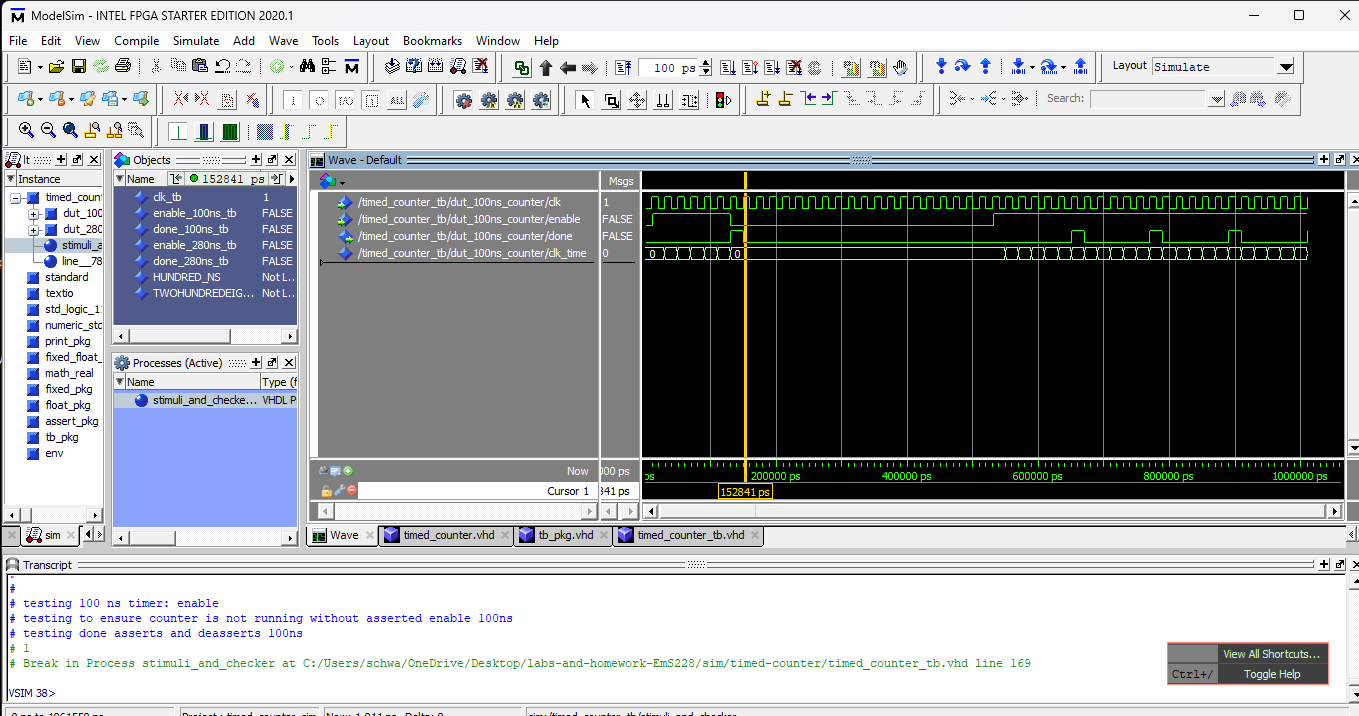 ModelSim - INTEL FPGA STARTER EDITION 2020.1
File Edit View Compile Simulate Add Wave Tools Layout Bookmarks Window Help
100 ps
Layout Simulate
Search:
It
Objects
Wave - Default
Instance
Name
152841 ps
Msgs
timed_count
dut_100
dut_280
stimuli_a
line__78
standard
textio
std_logic_1
numeric_std
print_pkg
fixed_float_
math_real
fixed_pkg
float_pkg
assert_pkg
tb_pkg
env
clk_tb 1
enable_100ns_tb FALSE
done_100ns_tb FALSE
enable_280ns_tb FALSE
done_280ns_tb FALSE
HUNDRED_NS Not L...
TWOHUNDREDEIG... Not L...
Processes (Active)
Name Type (f
stimuli_and_checke... VHDL P
/timed_counter_tb/dut_100ns_counter/clk 1
/timed_counter_tb/dut_100ns_counter/enable FALSE
/timed_counter_tb/dut_100ns_counter/done FALSE
/timed_counter_tb/dut_100ns_counter/clk_time 0
0 0
Now 000 ps
ps 200000 ps 400000 ps 600000 ps 800000 ps 1000000 ps
Cursor 1 841 ps
152841 ps
sim
Wave timed_counter.vhd tb_pkg.vhd timed_counter_tb.vhd
Transcript
#
# testing 100 ns timer: enable
# testing to ensure counter is not running without asserted enable 100ns
# testing done asserts and deasserts 100ns
# 1
# Break in Process stimuli_and_checker at C:/Users/schwa/OneDrive/Desktop/labs-and-homework-EmS228/sim/timed-counter/timed_counter_tb.vhd line 169
VSIM 38>
View All Shortcuts...
Ctrl+/ Toggle Help